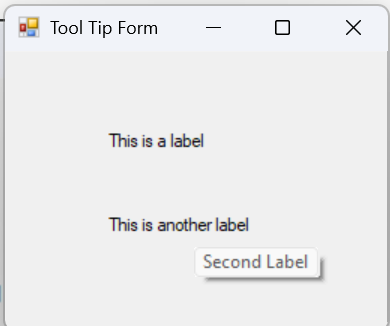 Tool Tip Form
This is a label
This is another label
Second Label